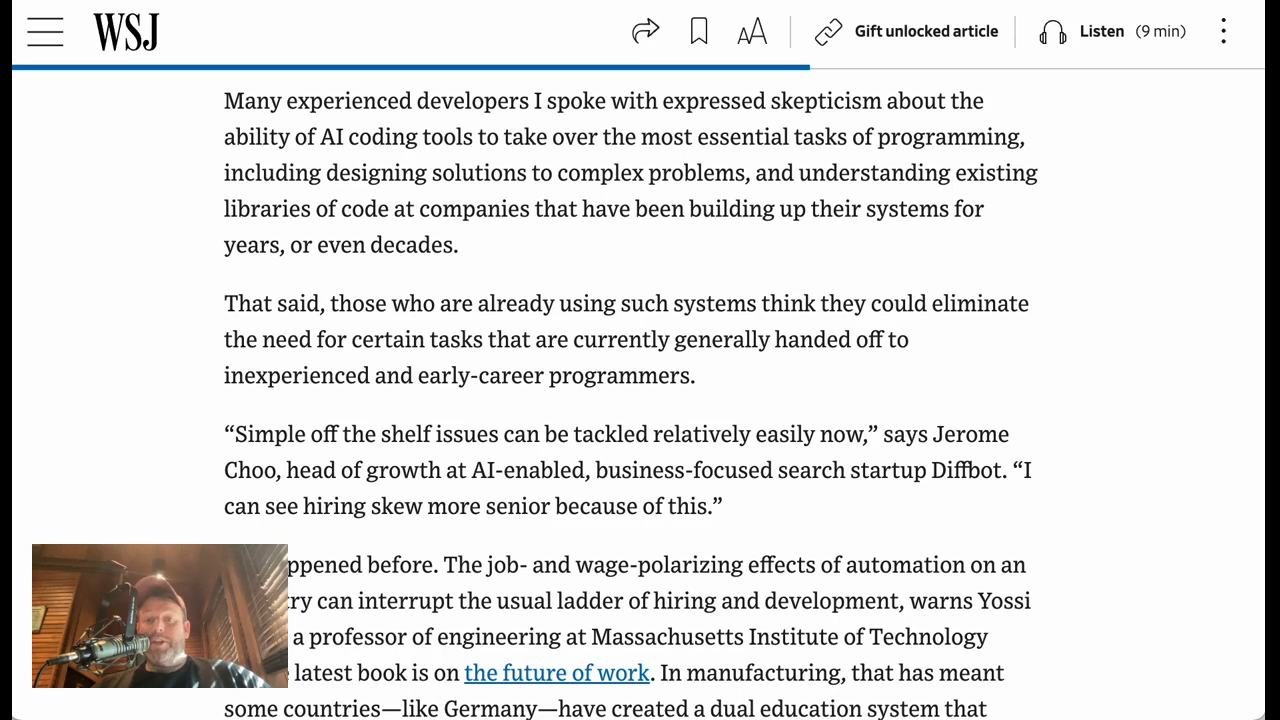 WSJ
Gift unlocked article
Listen (9 min)
Many experienced developers I spoke with expressed skepticism about the
ability of AI coding tools to take over the most essential tasks of programming,
including designing solutions to complex problems, and understanding existing
libraries of code at companies that have been building up their systems for
years, or even decades.
That said, those who are already using such systems think they could eliminate
the need for certain tasks that are currently generally handed off to
inexperienced and early-career programmers.
“Simple off the shelf issues can be tackled relatively easily now,” says Jerome
Choo, head of growth at AI-enabled, business-focused search startup Diffbot. “I
can see hiring skew more senior because of this.”
before. The job- and wage-polarizing effects of automation on an
can interrupt the usual ladder of hiring and development, warns Yossi
a professor of engineering at Massachusetts Institute of Technology
latest book is on the future of work. In manufacturing, that has meant
some countries—like Germany—have created a dual education system that